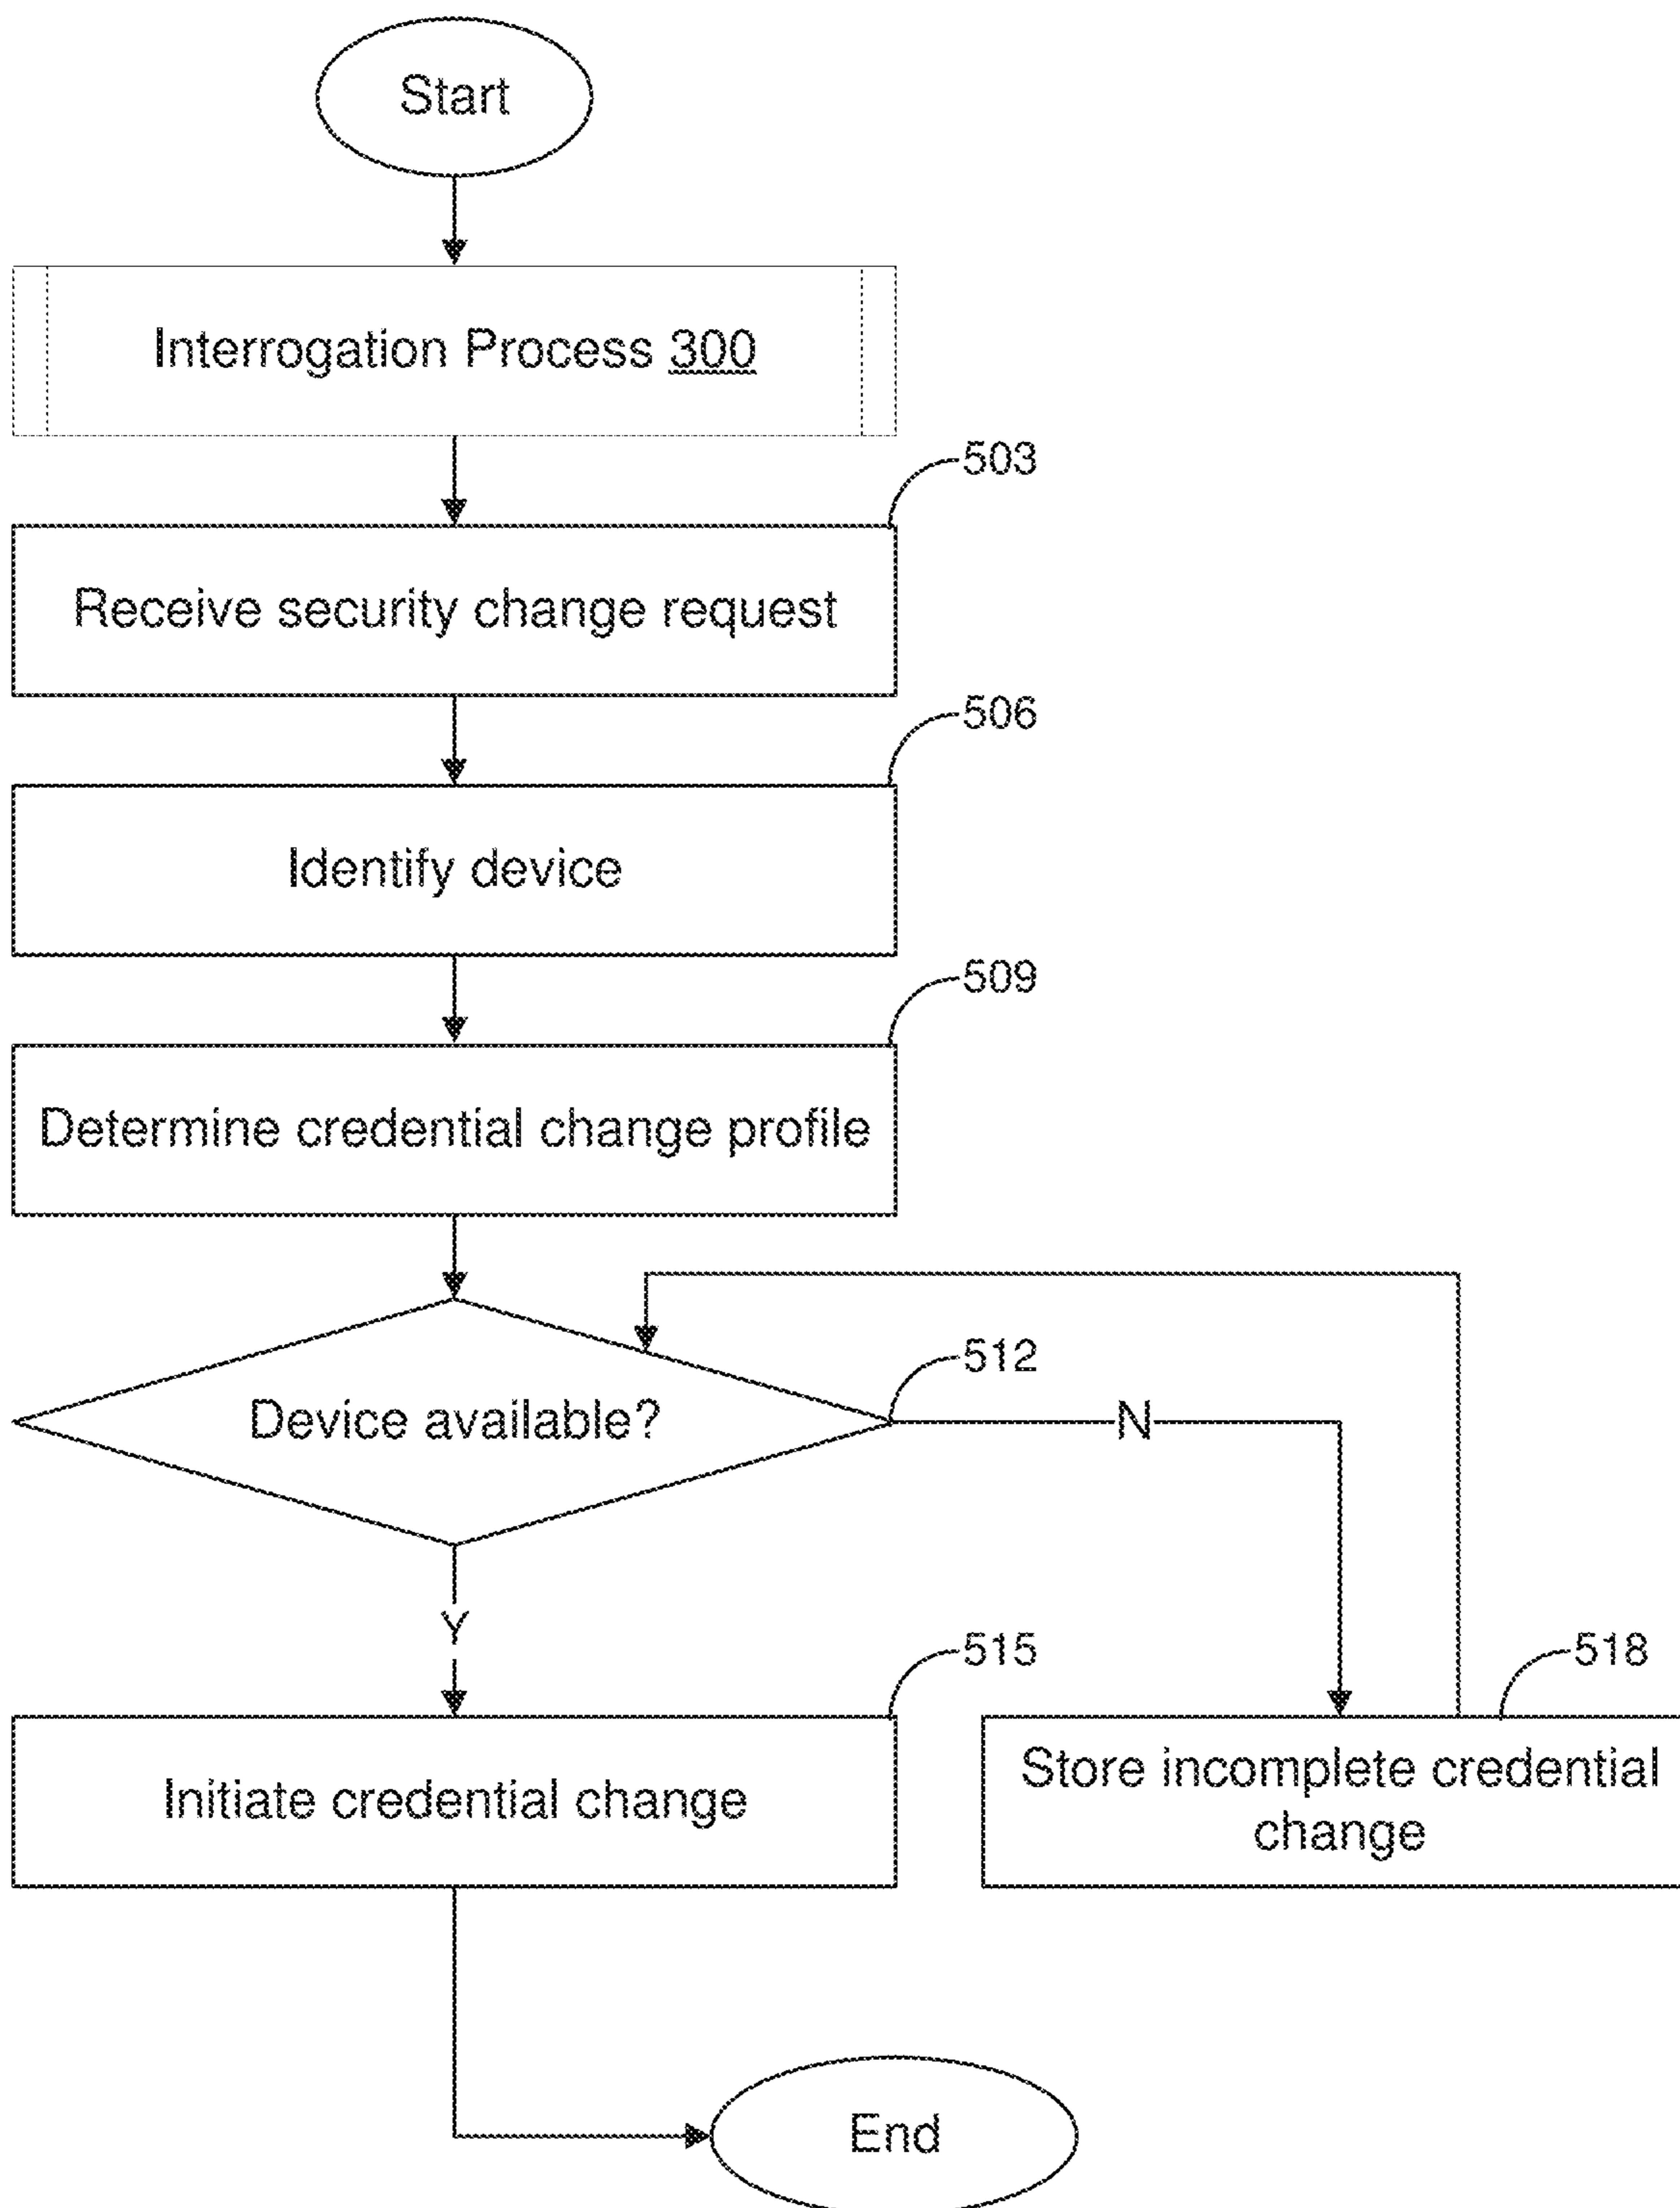 Start
Interrogation Process 300
503
Receive security change request
506
Identify device
509
Determine credential change profile
512
Device available?
N
Y
515
518
Initiate credential change
Store incomplete credential
change
End